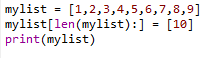 mylist = [1,2,3,4,5,6,7,8,9]
mylist[len(mylist):] = [10]
print(mylist)